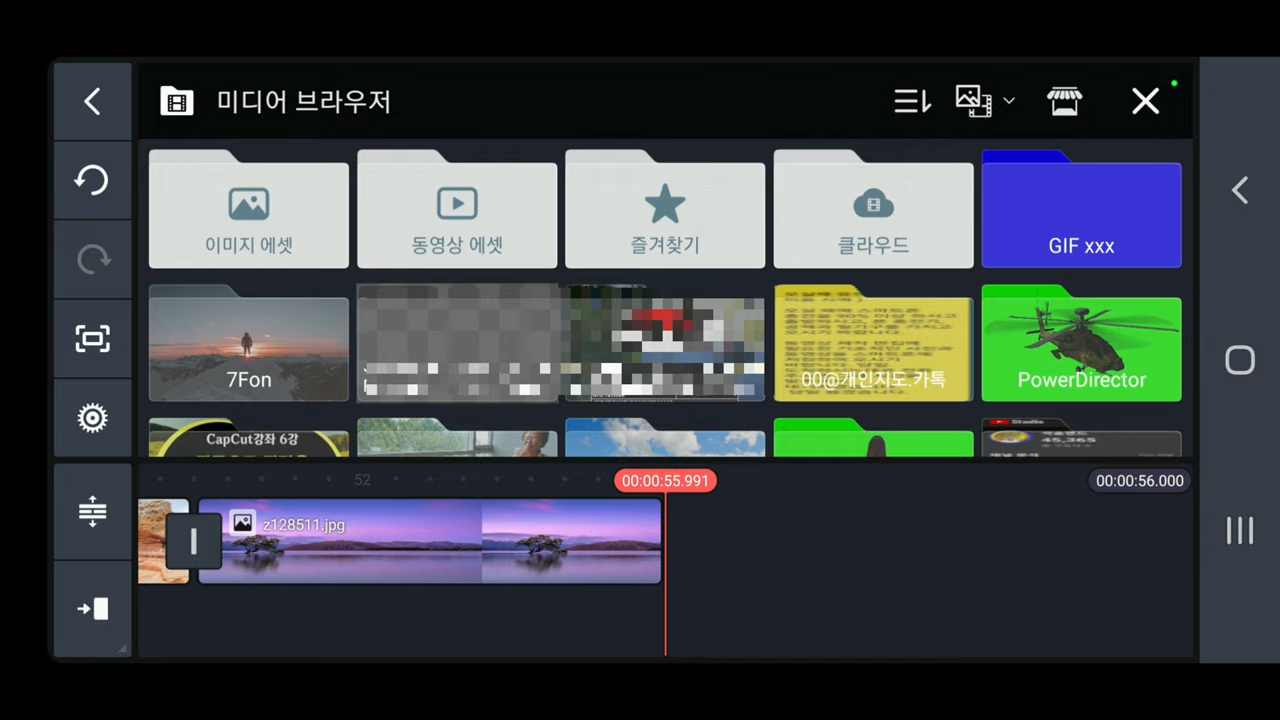 미디어 브라우저
이미지 에셋
동영상 에셋
즐겨찾기
클라우드
GIF xxx
7Fon
00@개인지도.카톡
PowerDirector
CapCut강좌 6강
Studio
45,365
52
00:00:55.991
00:00:56.000
z128511.jpg